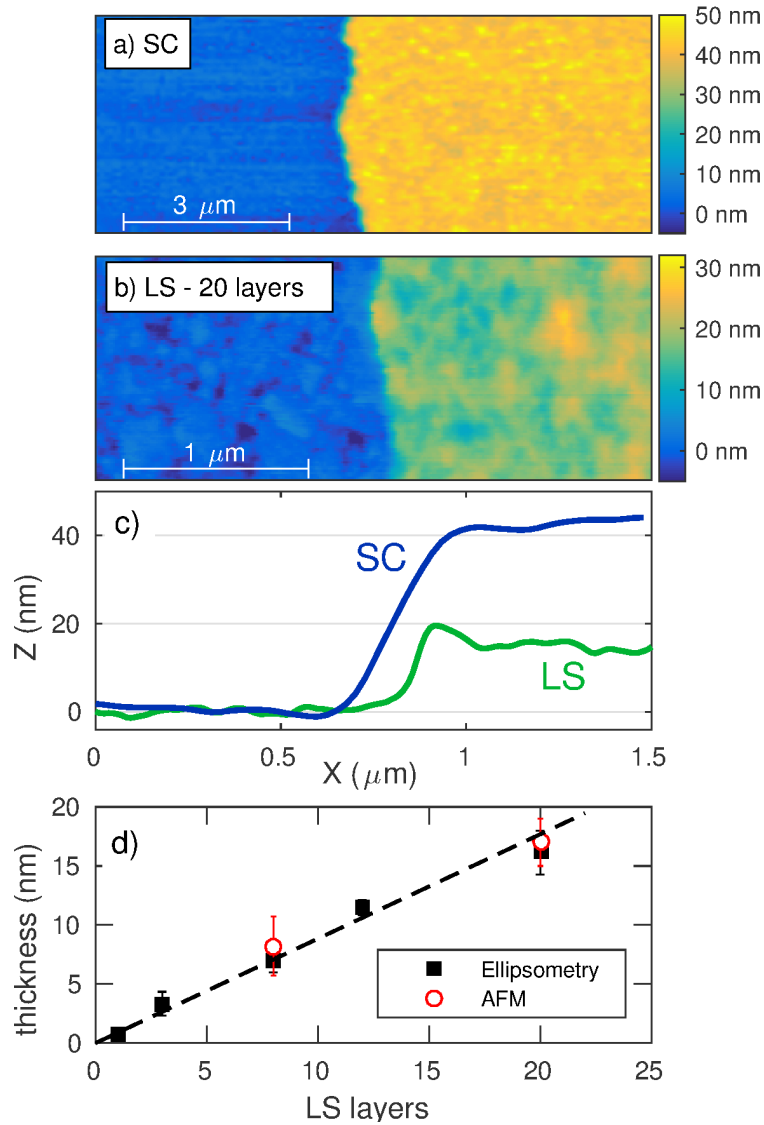 a) SC
3 μm
50 nm
40 nm
30 nm
20 nm
10 nm
0 nm
b) LS - 20 layers
1 μm
30 nm
20 nm
10 nm
0 nm
c)
SC
LS
40
20
0
Z (nm)
0
0.5
1
1.5
X (μm)
d)
20
15
10
5
0
thickness (nm)
Ellipsometry
AFM
0
5
10
15
20
25
LS layers